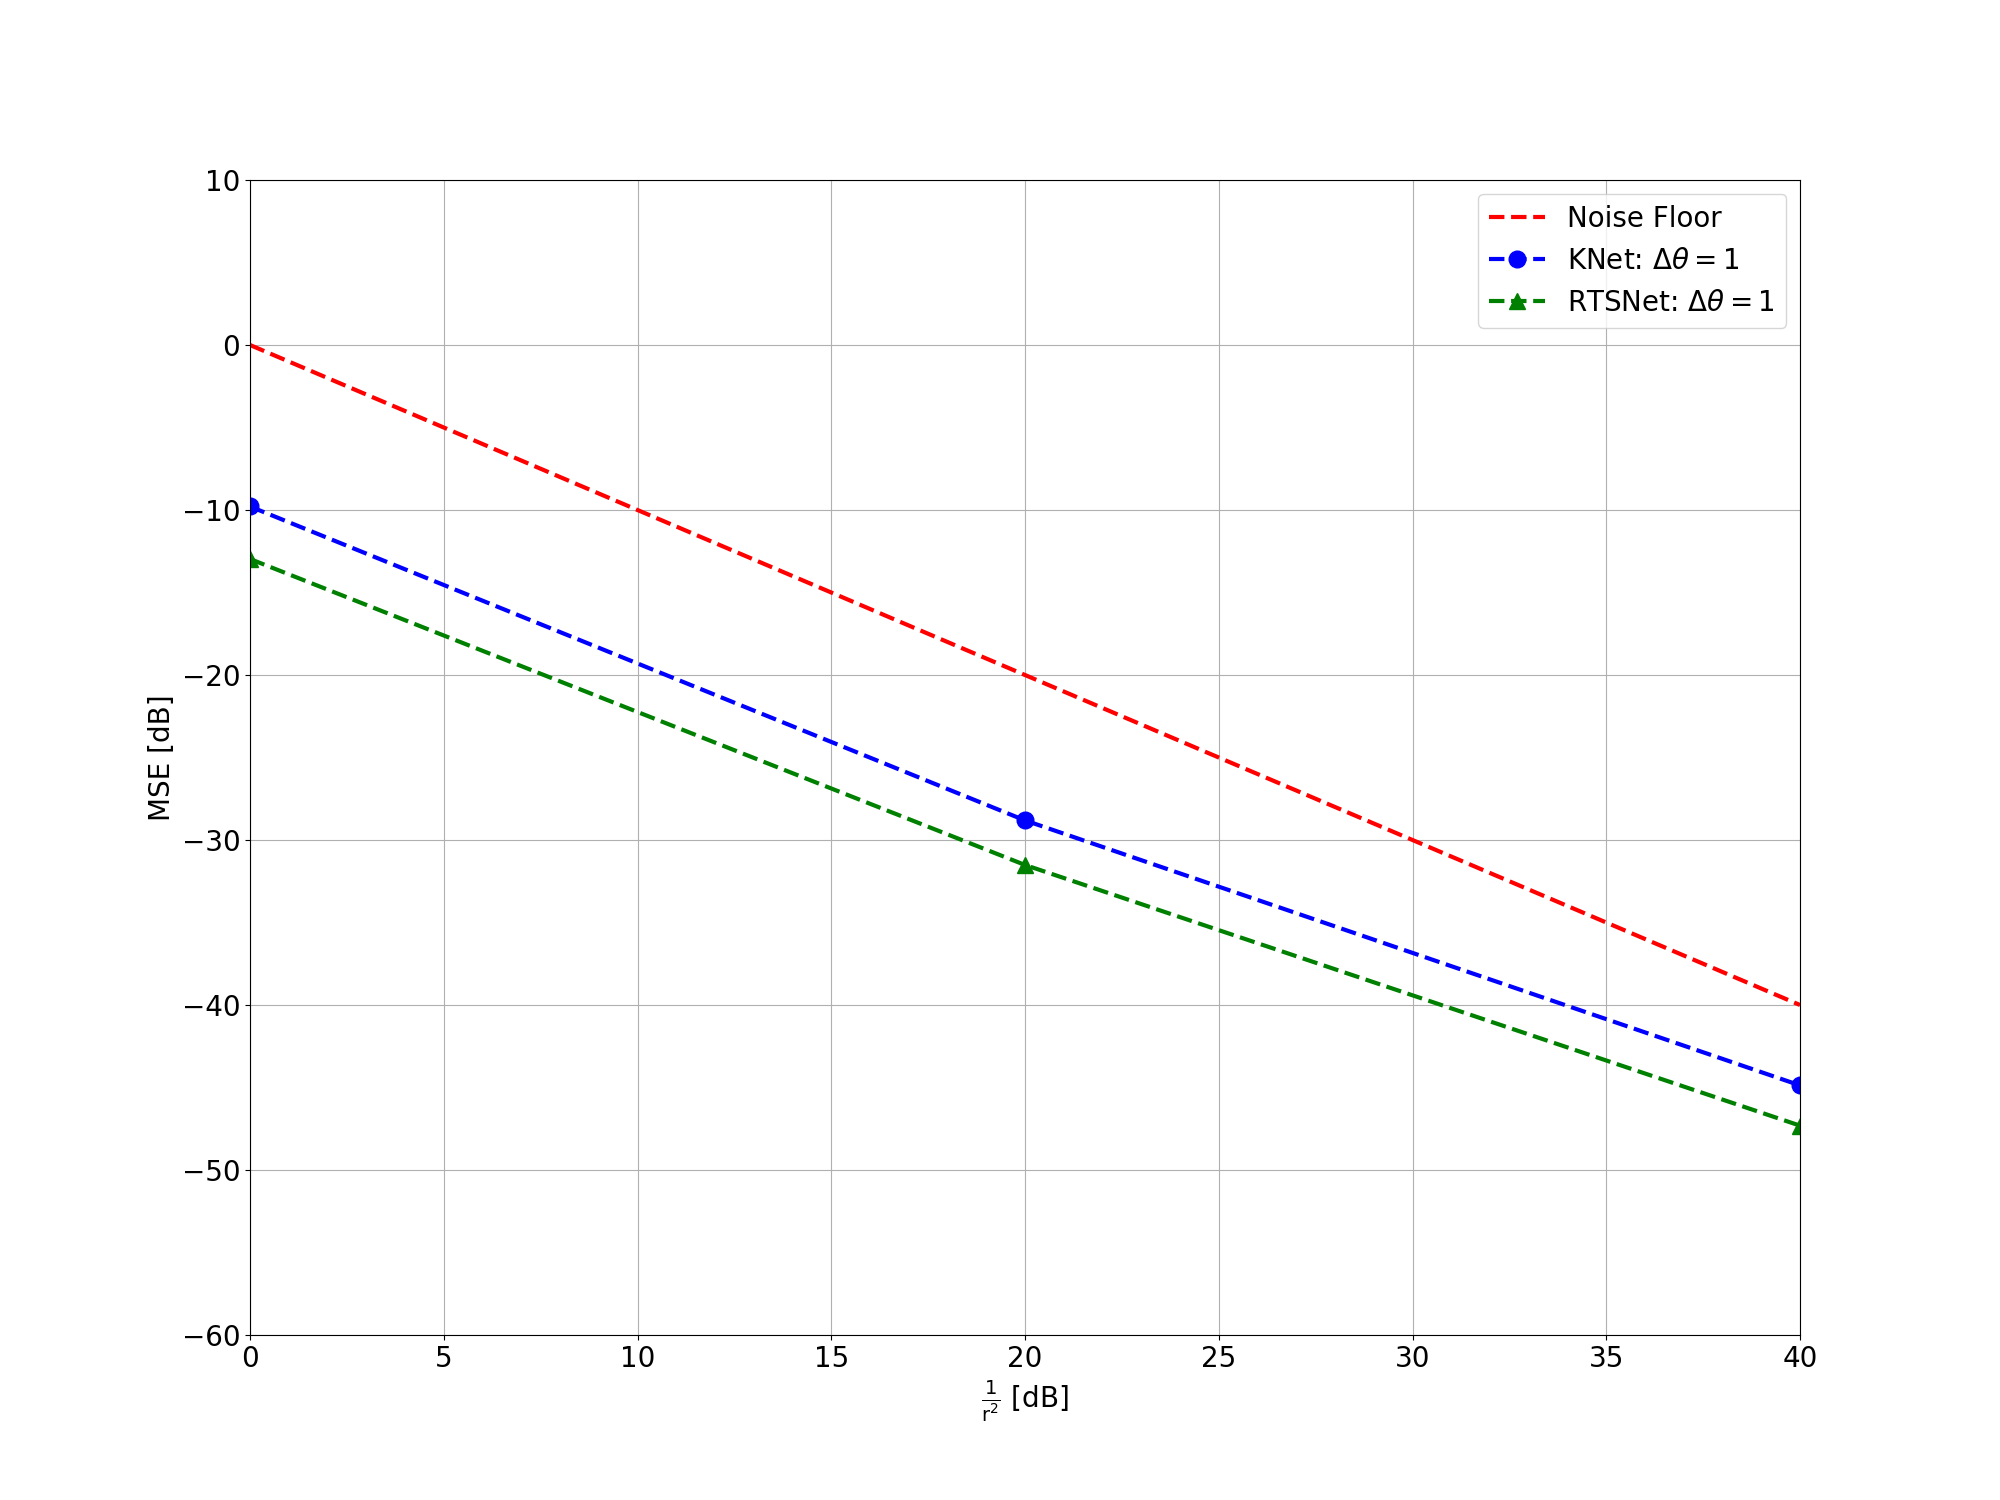 10
0
−10
−20
−30
−40
−50
−60
MSE [dB]
0 5 10 15 20 25 30 35 40
1/r² [dB]
Noise Floor
KNet: Δθ = 1
RTSNet: Δθ = 1